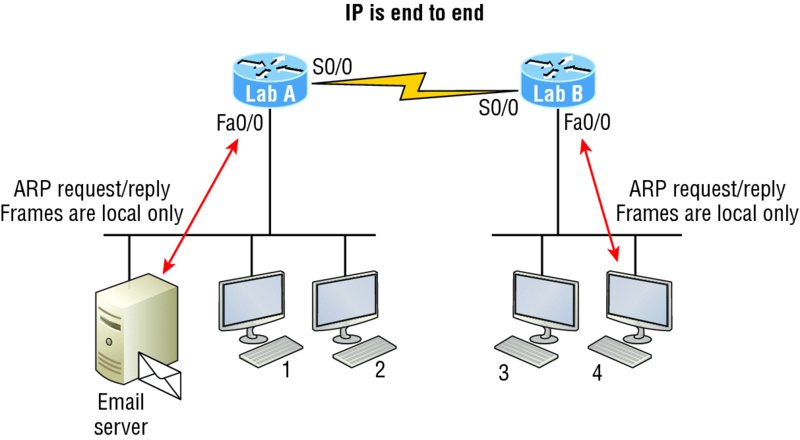 IP is end to end
S0/0
Lab A
S0/0
Lab B
Fa0/0
Fa0/0
ARP request/reply
Frames are local only
ARP request/reply
Frames are local only
1
2
3
4
Email
server